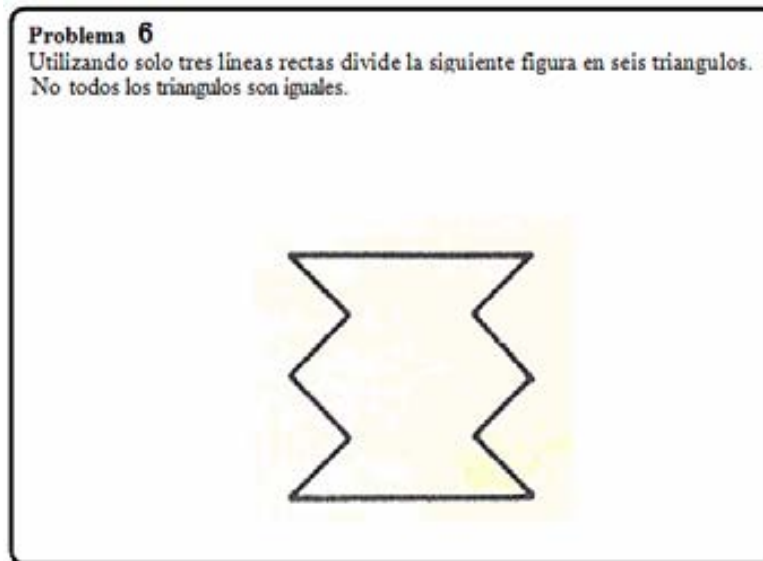 Problema 6
Utilizando solo tres líneas rectas divide la siguiente figura en seis triangulos.
No todos los triangulos son iguales.